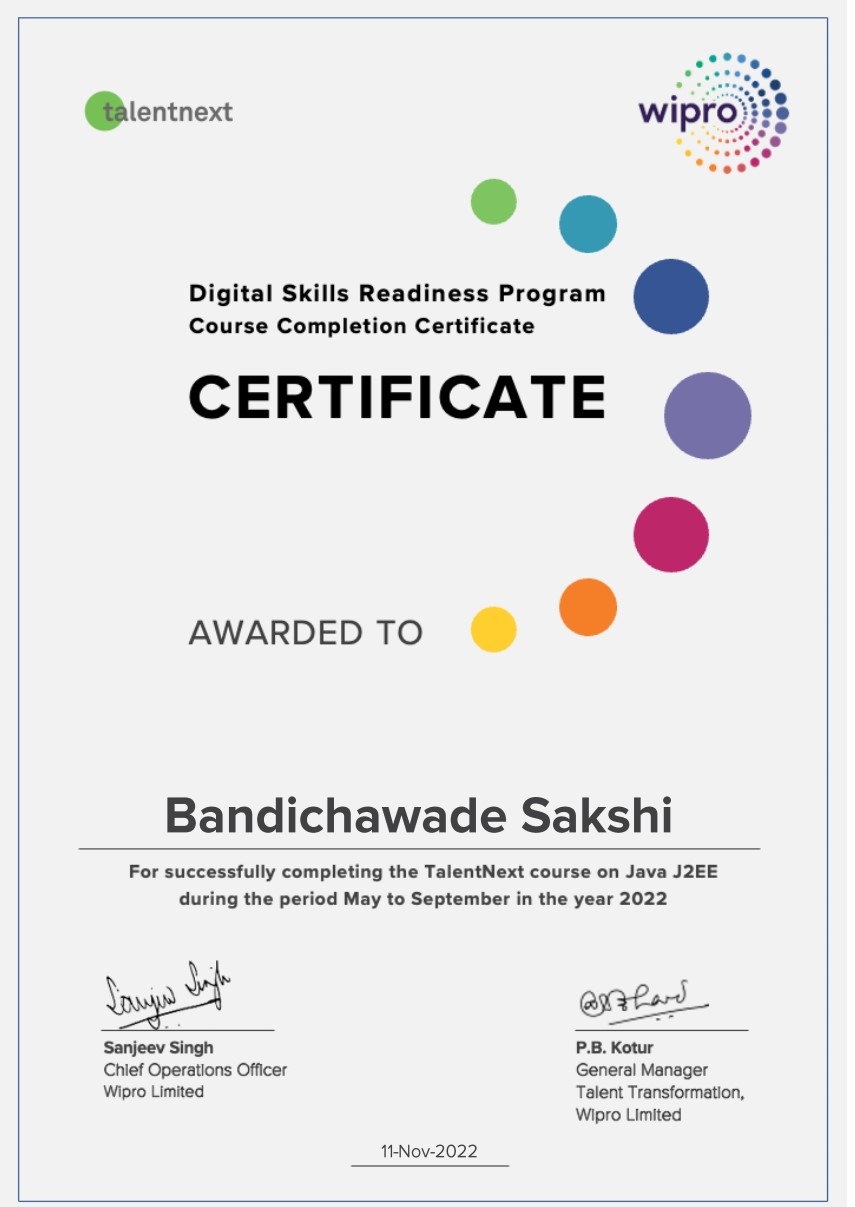 talentnext
wipro
Digital Skills Readiness Program
Course Completion Certificate
CERTIFICATE
AWARDED TO
Bandichawade Sakshi
For successfully completing the TalentNext course on Java J2EE
during the period May to September in the year 2022
Sanjeev Singh
Sanjeev Singh
Chief Operations Officer
Wipro Limited
P.B. Kotur
General Manager
Talent Transformation,
Wipro Limited
11-Nov-2022